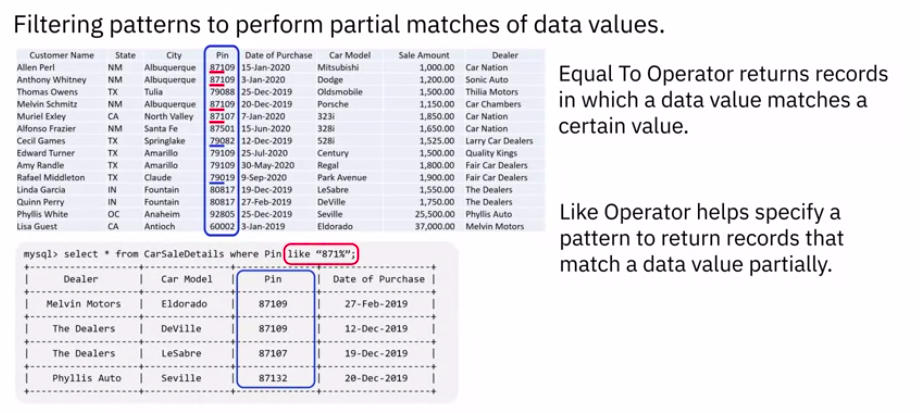 Filtering patterns to perform partial matches of data values.
Customer Name State City Pin Date of Purchase Car Model Sale Amount Dealer
Allen Perl NM Albuquerque 87109 15-Jan-2020 Mitsubishi 1,000.00 Car Nation
Anthony Whitney NM Albuquerque 87109 3-Jan-2020 Dodge 1,200.00 Sonic Auto
Thomas Owens TX Tulia 79088 25-Dec-2019 Oldsmobile 1,500.00 Thilia Motors
Melvin Schmitz NM Albuquerque 87109 20-Dec-2019 Porsche 1,150.00 Car Chambers
Muriel Exley CA North Valley 87107 7-Jan-2020 323i 1,850.00 Car Nation
Alfonso Frazier NM Santa Fe 87501 15-Jun-2020 328i 1,650.00 Car Nation
Cecil Games TX Springlake 79082 12-Dec-2019 528i 1,525.00 Larry Car Dealers
Edward Turner TX Amarillo 79109 25-Jul-2020 Century 1,500.00 Quality Kings
Amy Randle TX Amarillo 79109 30-May-2020 Regal 1,800.00 Fair Car Dealers
Rafael Middleton TX Claude 79019 9-Sep-2020 Park Avenue 1,900.00 Fair Car Dealers
Linda Garcia IN Fountain 80817 19-Dec-2019 LeSabre 1,550.00 The Dealers
Quinn Perry IN Fountain 80817 27-Feb-2019 DeVille 1,750.00 The Dealers
Phyllis White OC Anaheim 92805 25-Dec-2019 Seville 25,500.00 Phyllis Auto
Lisa Guest CA Antioch 60002 3-Jan-2019 Eldorado 37,000.00 Melvin Motors
mysql> select * from CarSaleDetails where Pin like “871%”;
Dealer | Car Model | Pin | Date of Purchase
Melvin Motors | Eldorado | 87109 | 27-Feb-2019
The Dealers | DeVille | 87109 | 12-Dec-2019
The Dealers | LeSabre | 87107 | 19-Dec-2019
Phyllis Auto | Seville | 87132 | 20-Dec-2019
Equal To Operator returns records
in which a data value matches a
certain value.
Like Operator helps specify a
pattern to return records that
match a data value partially.